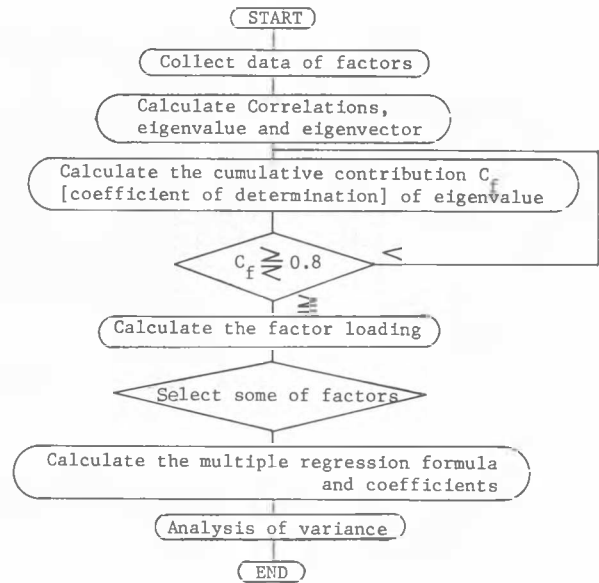 START
Collect data of factors
Calculate Correlations,
eigenvalue and eigenvector
Calculate the cumulative contribution C_f
[coefficient of determination] of eigenvalue
C_f ⋛ 0.8
<
≧
Calculate the factor loading
Select some of factors
Calculate the multiple regression formula
and coefficients
Analysis of variance
END